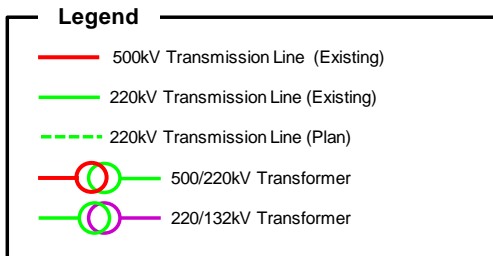 Legend
500kV Transmission Line (Existing)
220kV Transmission Line (Existing)
220kV Transmission Line (Plan)
500/220kV Transformer
220/132kV Transformer